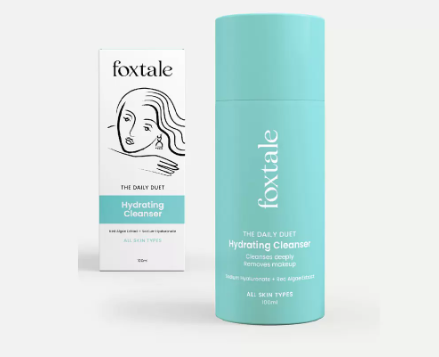 foxtale
THE DAILY DUET
Hydrating
Cleanser
ALL SKIN TYPES
100ml
foxtale
THE DAILY DUET
Hydrating Cleanser
Cleanses deeply
Removes makeup
ALL SKIN TYPES
100ml